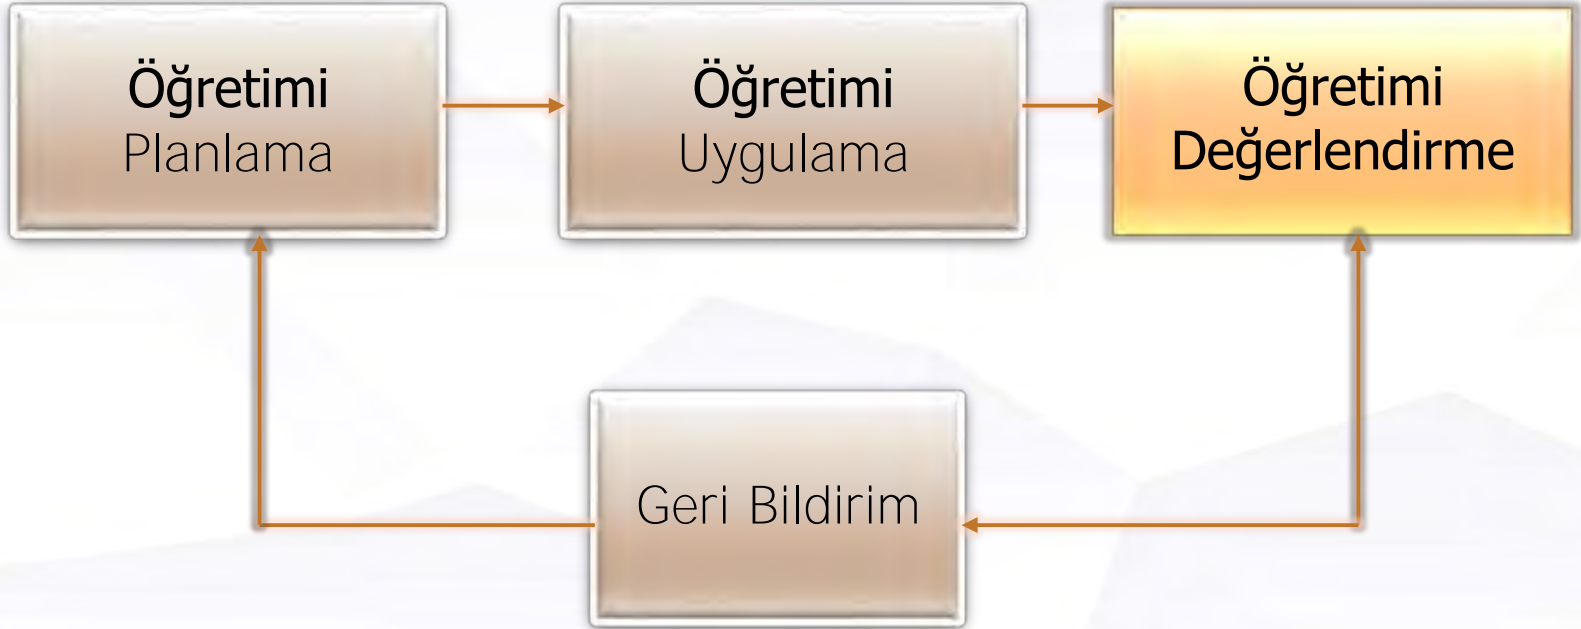 Öğretimi
Planlama
Öğretimi
Uygulama
Öğretimi
Değerlendirme
Geri Bildirim